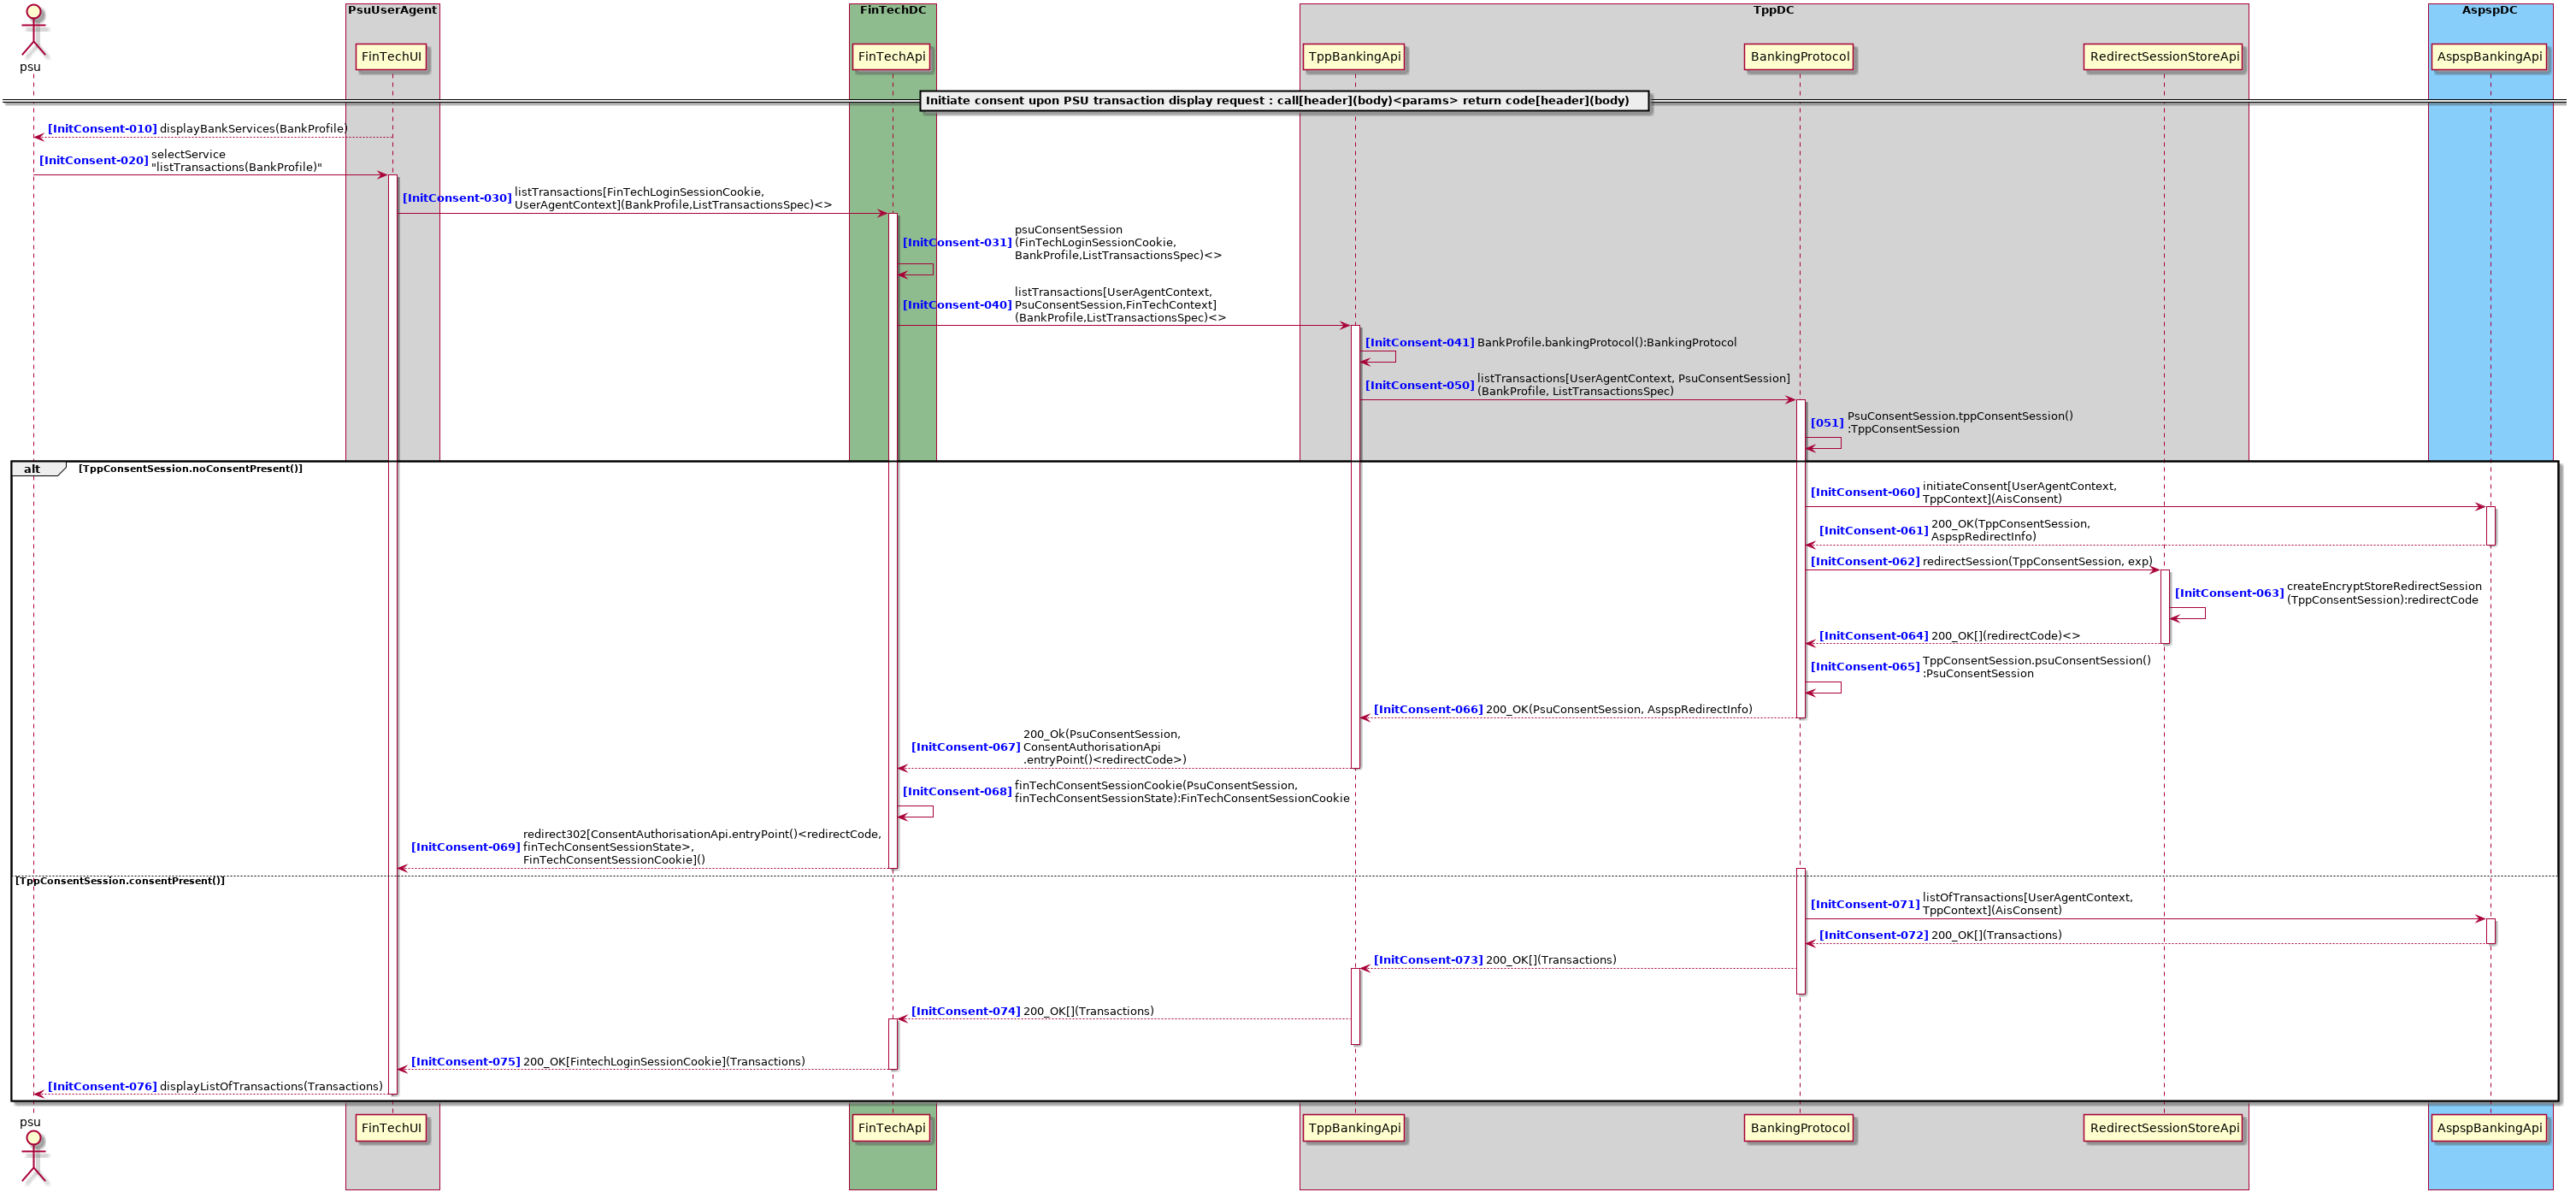 PsuUserAgent
FinTechDC
TppDC
AspspDC
psu
FinTechUI
FinTechApi
TppBankingApi
BankingProtocol
RedirectSessionStoreApi
AspspBankingApi
Initiate consent upon PSU transaction display request : call[header](body)<params> return code[header](body)
[InitConsent-010] displayBankServices(BankProfile)
[InitConsent-020] selectService
"listTransactions(BankProfile)"
[InitConsent-030] listTransactions[FinTechLoginSessionCookie,
UserAgentContext](BankProfile,ListTransactionsSpec)<>
[InitConsent-031] psuConsentSession
(FinTechLoginSessionCookie,
BankProfile,ListTransactionsSpec)<>
[InitConsent-040] listTransactions[UserAgentContext,
PsuConsentSession,FinTechContext]
(BankProfile,ListTransactionsSpec)<>
[InitConsent-041] BankProfile.bankingProtocol():BankingProtocol
[InitConsent-050] listTransactions[UserAgentContext, PsuConsentSession]
(BankProfile, ListTransactionsSpec)
[051] PsuConsentSession.tppConsentSession()
:TppConsentSession
alt [TppConsentSession.noConsentPresent()]
[InitConsent-060] initiateConsent[UserAgentContext,
TppContext](AisConsent)
[InitConsent-061] 200_OK(TppConsentSession,
AspspRedirectInfo)
[InitConsent-062] redirectSession(TppConsentSession, exp)
[InitConsent-063] createEncryptStoreRedirectSession
(TppConsentSession):redirectCode
[InitConsent-064] 200_OK[](redirectCode)<>
[InitConsent-065] TppConsentSession.psuConsentSession()
:PsuConsentSession
[InitConsent-066] 200_OK(PsuConsentSession, AspspRedirectInfo)
[InitConsent-067] 200_Ok(PsuConsentSession,
ConsentAuthorisationApi
.entryPoint()<redirectCode>)
[InitConsent-068] finTechConsentSessionCookie(PsuConsentSession,
finTechConsentSessionState):FinTechConsentSessionCookie
[InitConsent-069] redirect302[ConsentAuthorisationApi.entryPoint()<redirectCode,
finTechConsentSessionState>,
FinTechConsentSessionCookie]()
[TppConsentSession.consentPresent()]
[InitConsent-071] listOfTransactions[UserAgentContext,
TppContext](AisConsent)
[InitConsent-072] 200_OK[](Transactions)
[InitConsent-073] 200_OK[](Transactions)
[InitConsent-074] 200_OK[](Transactions)
[InitConsent-075] 200_OK[FintechLoginSessionCookie](Transactions)
[InitConsent-076] displayListOfTransactions(Transactions)
psu
FinTechUI
FinTechApi
TppBankingApi
BankingProtocol
RedirectSessionStoreApi
AspspBankingApi